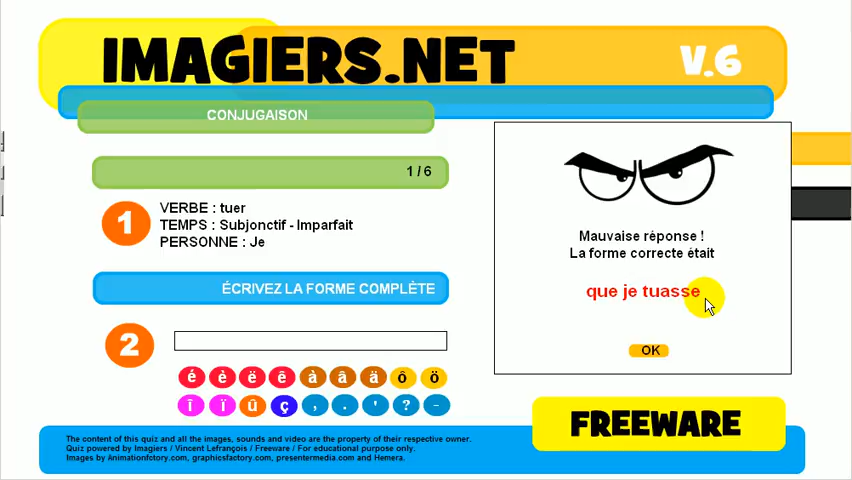 IMAGIERS.NET
V.6
CONJUGAISON
1 / 6
1
VERBE : tuer
TEMPS : Subjonctif - Imparfait
PERSONNE : Je
ÉCRIVEZ LA FORME COMPLÈTE
2
é è ë ê à â ä ô ö
î ï û ç , . ' ? -
Mauvaise réponse !
La forme correcte était
que je tuasse
OK
FREEWARE
The content of this quiz and all the images, sounds and video are the property of their respective owner.
Quiz powered by Imagiers / Vincent Lefrançois / Freeware / For educational purpose only.
Images by Animationfctory.com, graphicsfactory.com, presentermedia.com and Hemera.